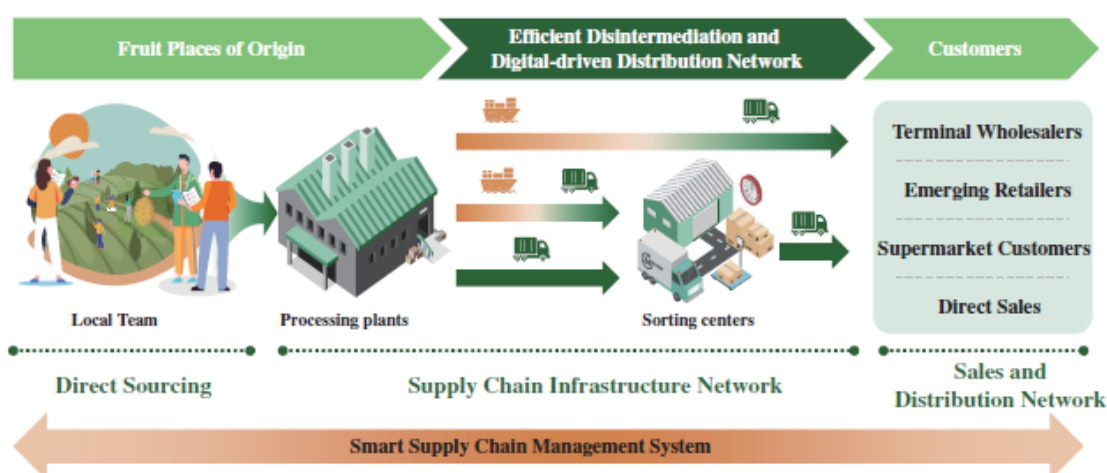 Fruit Places of Origin
Efficient Disintermediation and
Digital-driven Distribution Network
Customers
Terminal Wholesalers
Emerging Retailers
Supermarket Customers
Direct Sales
Local Team
Processing plants
Sorting centers
Direct Sourcing
Supply Chain Infrastructure Network
Sales and
Distribution Network
Smart Supply Chain Management System